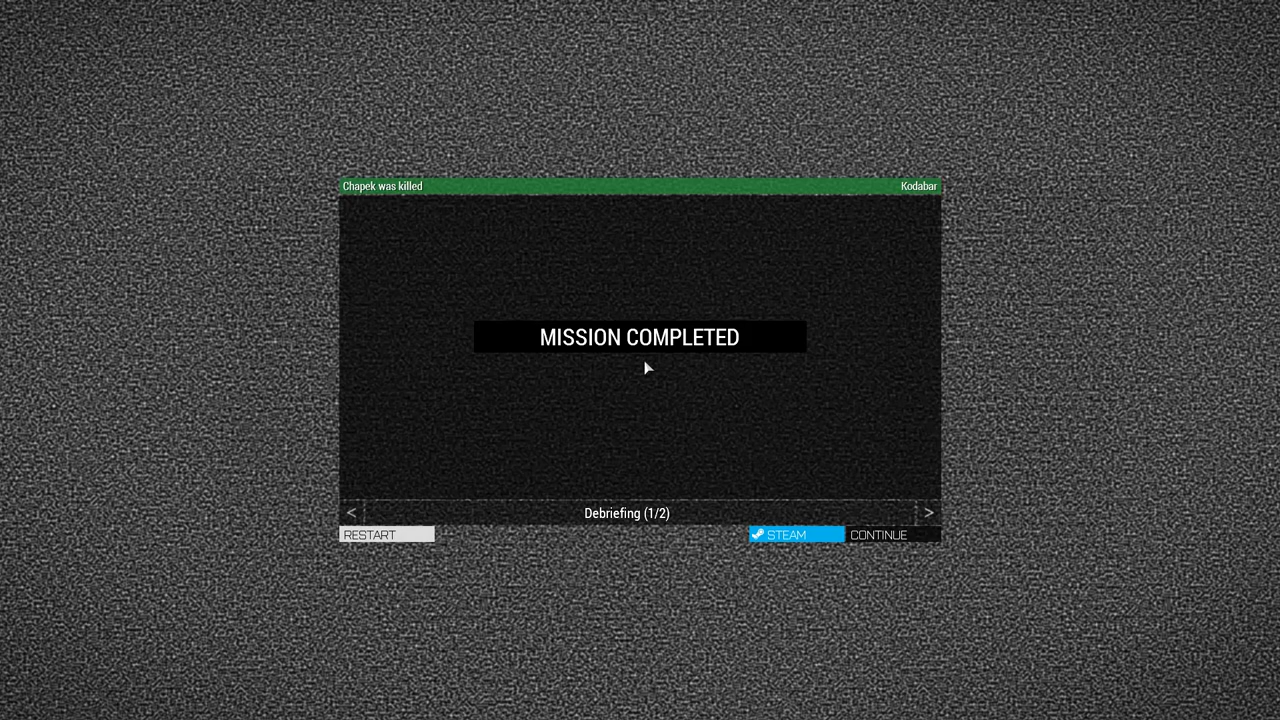 Chapek was killed
Kodabar
MISSION COMPLETED
< Debriefing (1/2) >
RESTART
STEAM
CONTINUE